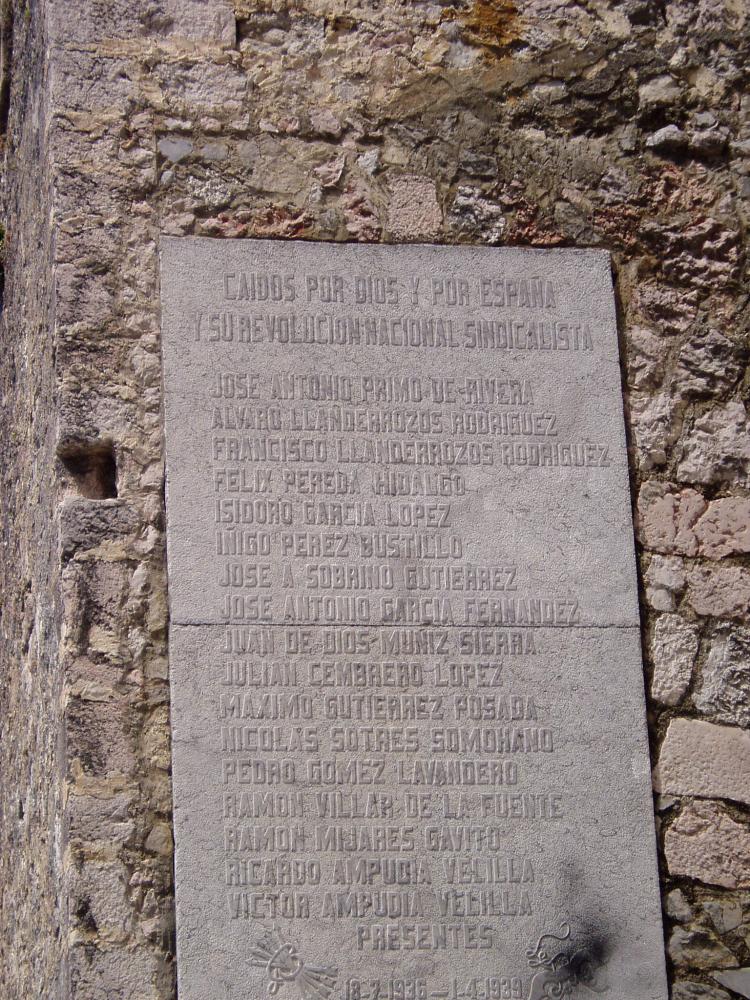 CAIDOS POR DIOS Y POR ESPAÑA
Y SU REVOLUCION NACIONAL SINDICALISTA
JOSE ANTONIO PRIMO DE-RIVERA
ALVARO LLANDERROZOS RODRIGUEZ
FRANCISCO LLANDERROZOS RODRIGUEZ
FELIX PEREDA HIDALGO
ISIDORO GARCIA LOPEZ
IÑIGO PEREZ BUSTILLO
JOSE A SOBRINO GUTIERREZ
JOSE ANTONIO GARCIA FERNANDEZ
JUAN DE DIOS MUÑIZ SIERRA
JULIAN CEMBRERO LOPEZ
MAXIMO GUTIERREZ POSADA
NICOLAS SOTRES SOMOHANO
PEDRO GOMEZ LAVANDERO
RAMON VILLAR DE LA FUENTE
RAMON MIJARES GAVITO
RICARDO AMPUDIA VELILLA
VICTOR AMPUDIA VELILLA
PRESENTES
18-7-1936-1-4-1939